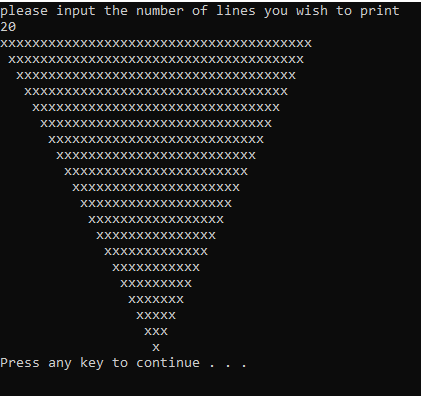 please input the number of lines you wish to print
20
xxxxxxxxxxxxxxxxxxxxxxxxxxxxxxxxxxxxxxx
 xxxxxxxxxxxxxxxxxxxxxxxxxxxxxxxxxxxxx
  xxxxxxxxxxxxxxxxxxxxxxxxxxxxxxxxxxx
   xxxxxxxxxxxxxxxxxxxxxxxxxxxxxxxxx
    xxxxxxxxxxxxxxxxxxxxxxxxxxxxxxx
     xxxxxxxxxxxxxxxxxxxxxxxxxxxxx
      xxxxxxxxxxxxxxxxxxxxxxxxxxx
       xxxxxxxxxxxxxxxxxxxxxxxxx
        xxxxxxxxxxxxxxxxxxxxxxx
         xxxxxxxxxxxxxxxxxxxxx
          xxxxxxxxxxxxxxxxxxx
           xxxxxxxxxxxxxxxxx
            xxxxxxxxxxxxxxx
             xxxxxxxxxxxxx
              xxxxxxxxxxx
               xxxxxxxxx
                xxxxxxx
                 xxxxx
                  xxx
                   x
Press any key to continue . . .